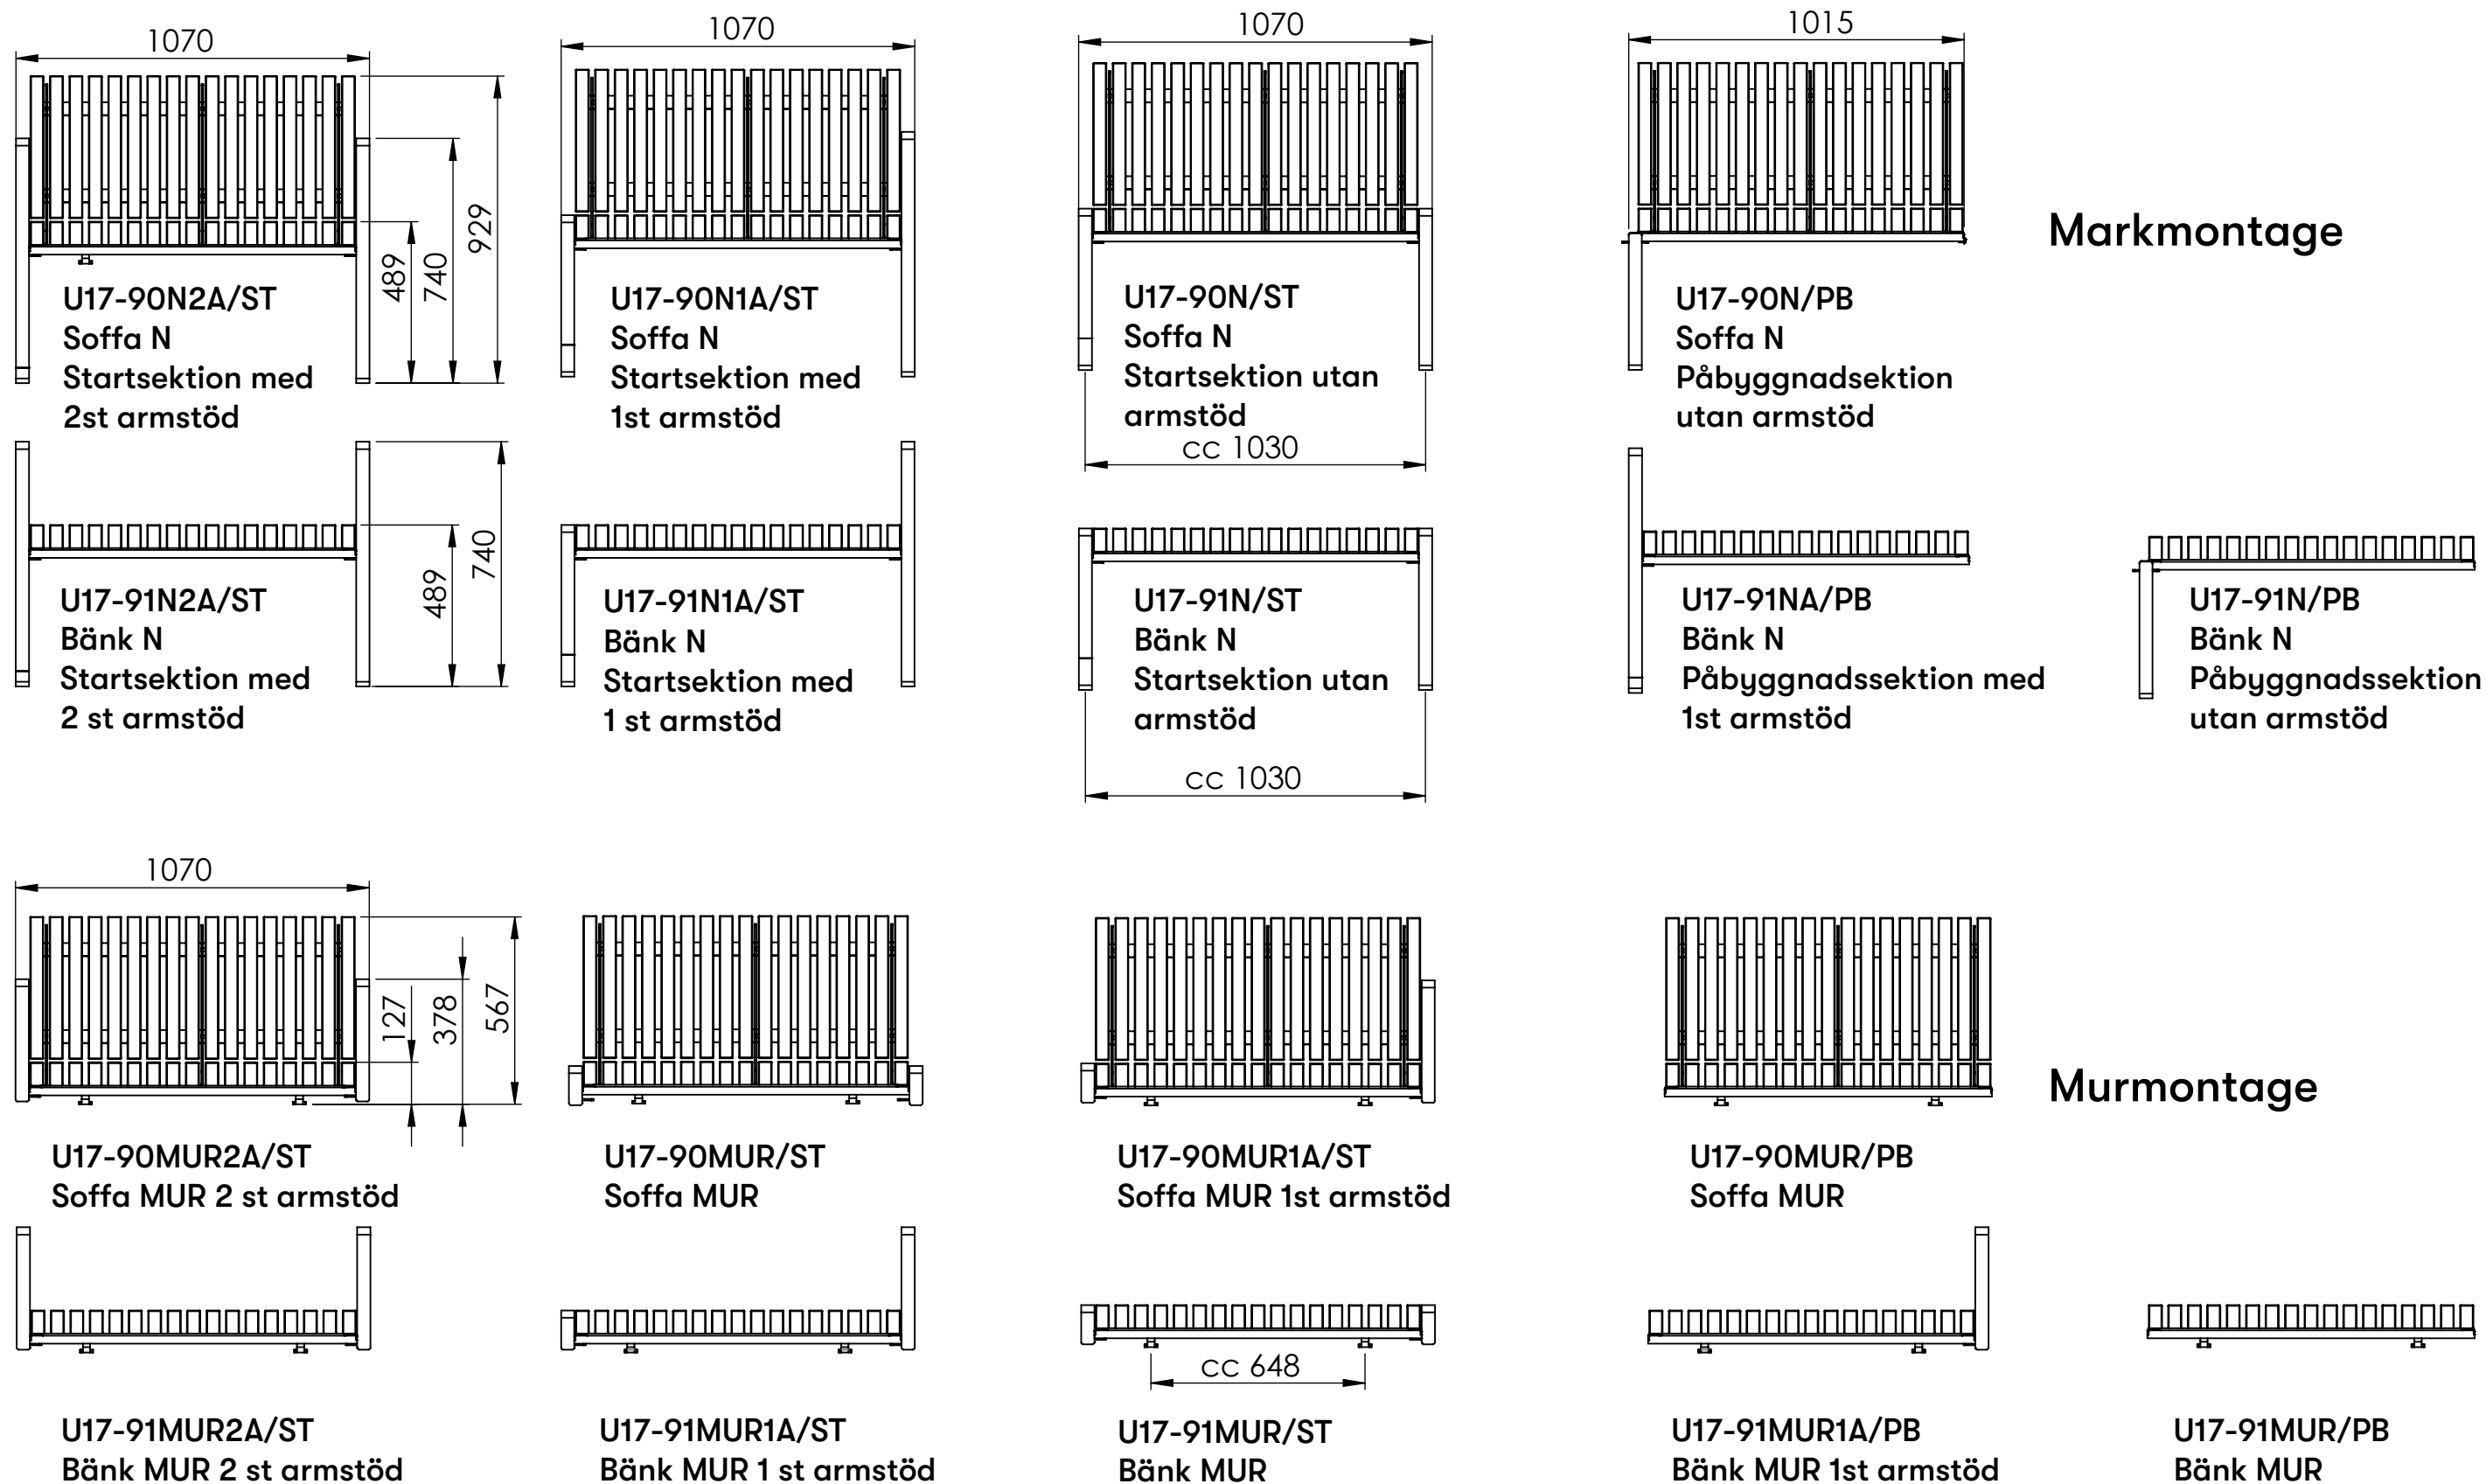 1070
1070
1070
1015
929
740
489
Markmontage
U17-90N2A/ST
Soffa N
Startsektion med
2st armstöd
U17-90N1A/ST
Soffa N
Startsektion med
1st armstöd
U17-90N/ST
Soffa N
Startsektion utan
armstöd
cc 1030
U17-90N/PB
Soffa N
Påbyggnadsektion
utan armstöd
740
489
U17-91N2A/ST
Bänk N
Startsektion med
2 st armstöd
U17-91N1A/ST
Bänk N
Startsektion med
1 st armstöd
U17-91N/ST
Bänk N
Startsektion utan
armstöd
cc 1030
U17-91NA/PB
Bänk N
Påbyggnadssektion med
1st armstöd
U17-91N/PB
Bänk N
Påbyggnadssektion
utan armstöd
1070
127
378
567
Murmontage
U17-90MUR2A/ST
Soffa MUR 2 st armstöd
U17-90MUR/ST
Soffa MUR
U17-90MUR1A/ST
Soffa MUR 1st armstöd
U17-90MUR/PB
Soffa MUR
cc 648
U17-91MUR2A/ST
Bänk MUR 2 st armstöd
U17-91MUR1A/ST
Bänk MUR 1 st armstöd
U17-91MUR/ST
Bänk MUR
U17-91MUR1A/PB
Bänk MUR 1st armstöd
U17-91MUR/PB
Bänk MUR